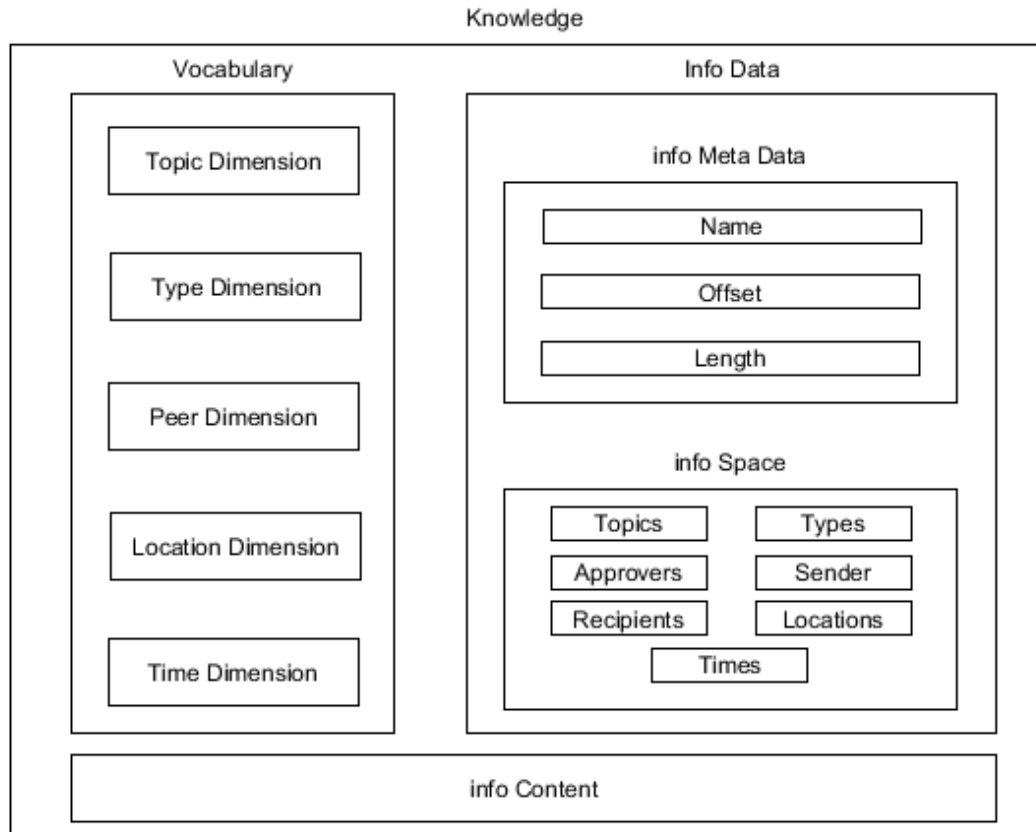 Knowledge
Vocabulary
Topic Dimension
Type Dimension
Peer Dimension
Location Dimension
Time Dimension
Info Data
info Meta Data
Name
Offset
Length
info Space
Topics
Types
Approvers
Sender
Recipients
Locations
Times
info Content